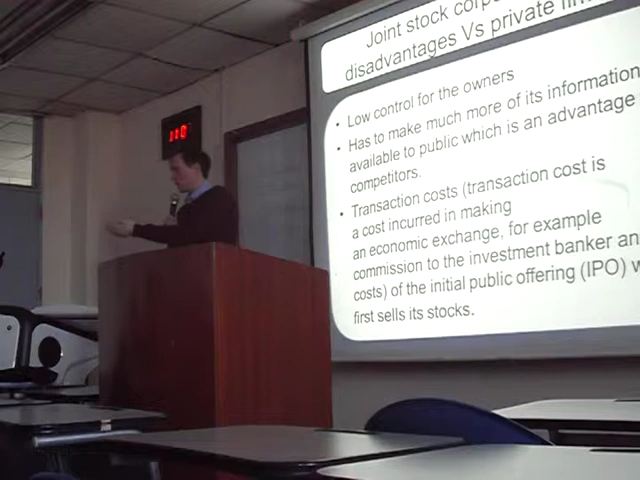 Joint stock corp
disadvantages Vs private lim
• Low control for the owners
• Has to make much more of its information
available to public which is an advantage
competitors.
• Transaction costs (transaction cost is
a cost incurred in making
an economic exchange, for example
commission to the investment banker an
costs) of the initial public offering (IPO) w
first sells its stocks.